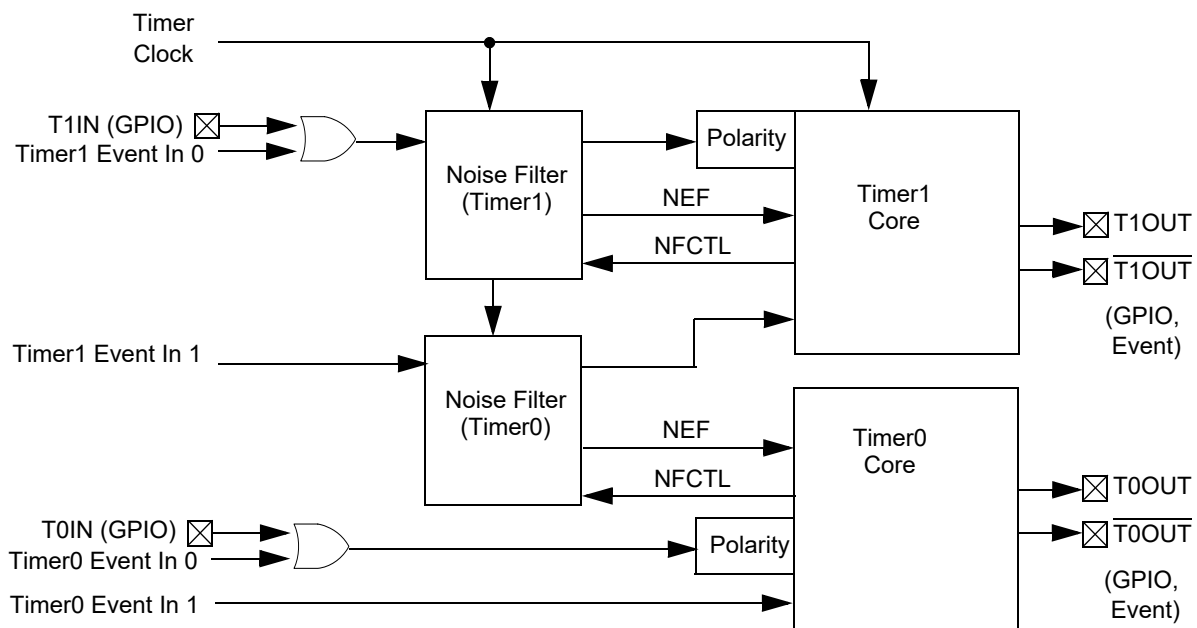 Timer
Clock
T1IN (GPIO)
Timer1 Event In 0
Noise Filter
(Timer1)
Polarity
NEF
NFCTL
Timer1
Core
T1OUT
T1OUT
(GPIO,
Event)
Timer1 Event In 1
Noise Filter
(Timer0)
NEF
NFCTL
Timer0
Core
T0OUT
T0OUT
(GPIO,
Event)
T0IN (GPIO)
Timer0 Event In 0
Polarity
Timer0 Event In 1